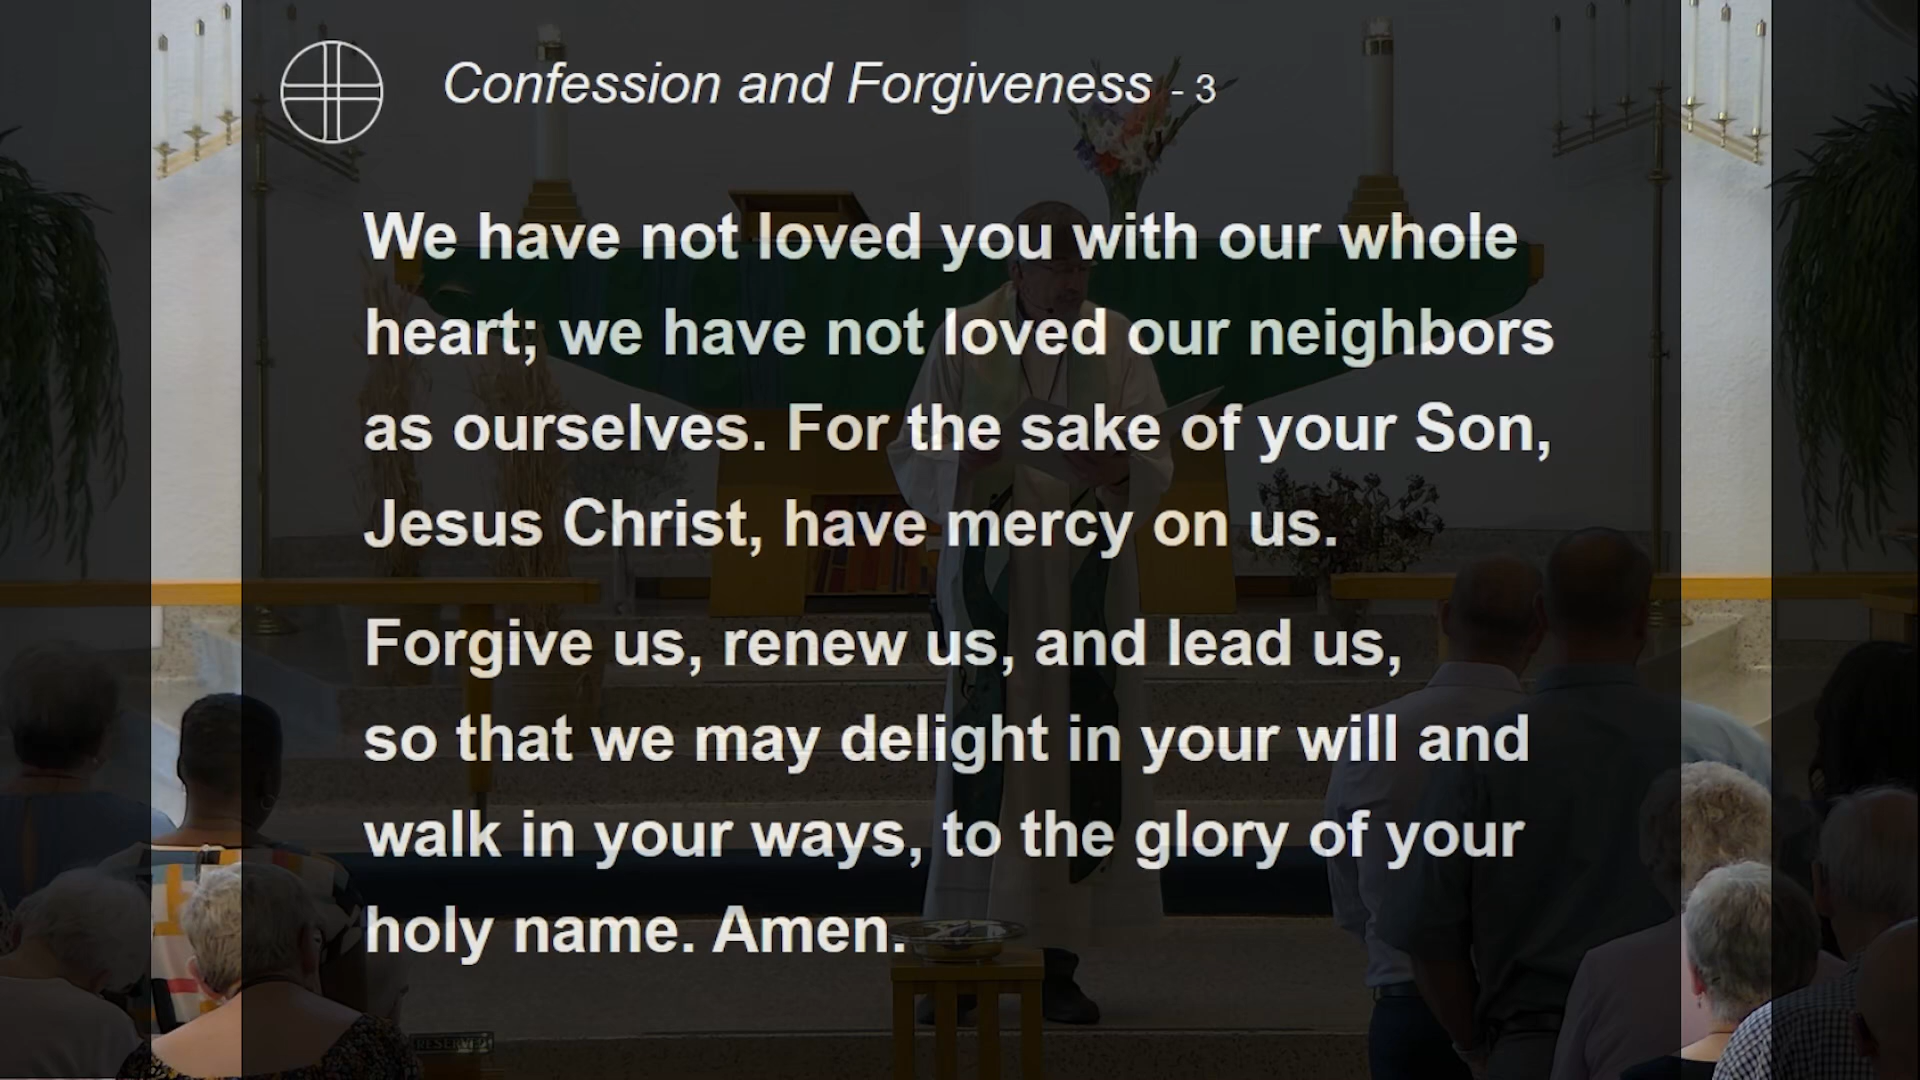 Confession and Forgiveness - 3
We have not loved you with our whole
heart; we have not loved our neighbors
as ourselves. For the sake of your Son,
Jesus Christ, have mercy on us.
Forgive us, renew us, and lead us,
so that we may delight in your will and
walk in your ways, to the glory of your
holy name. Amen.
RESERVED